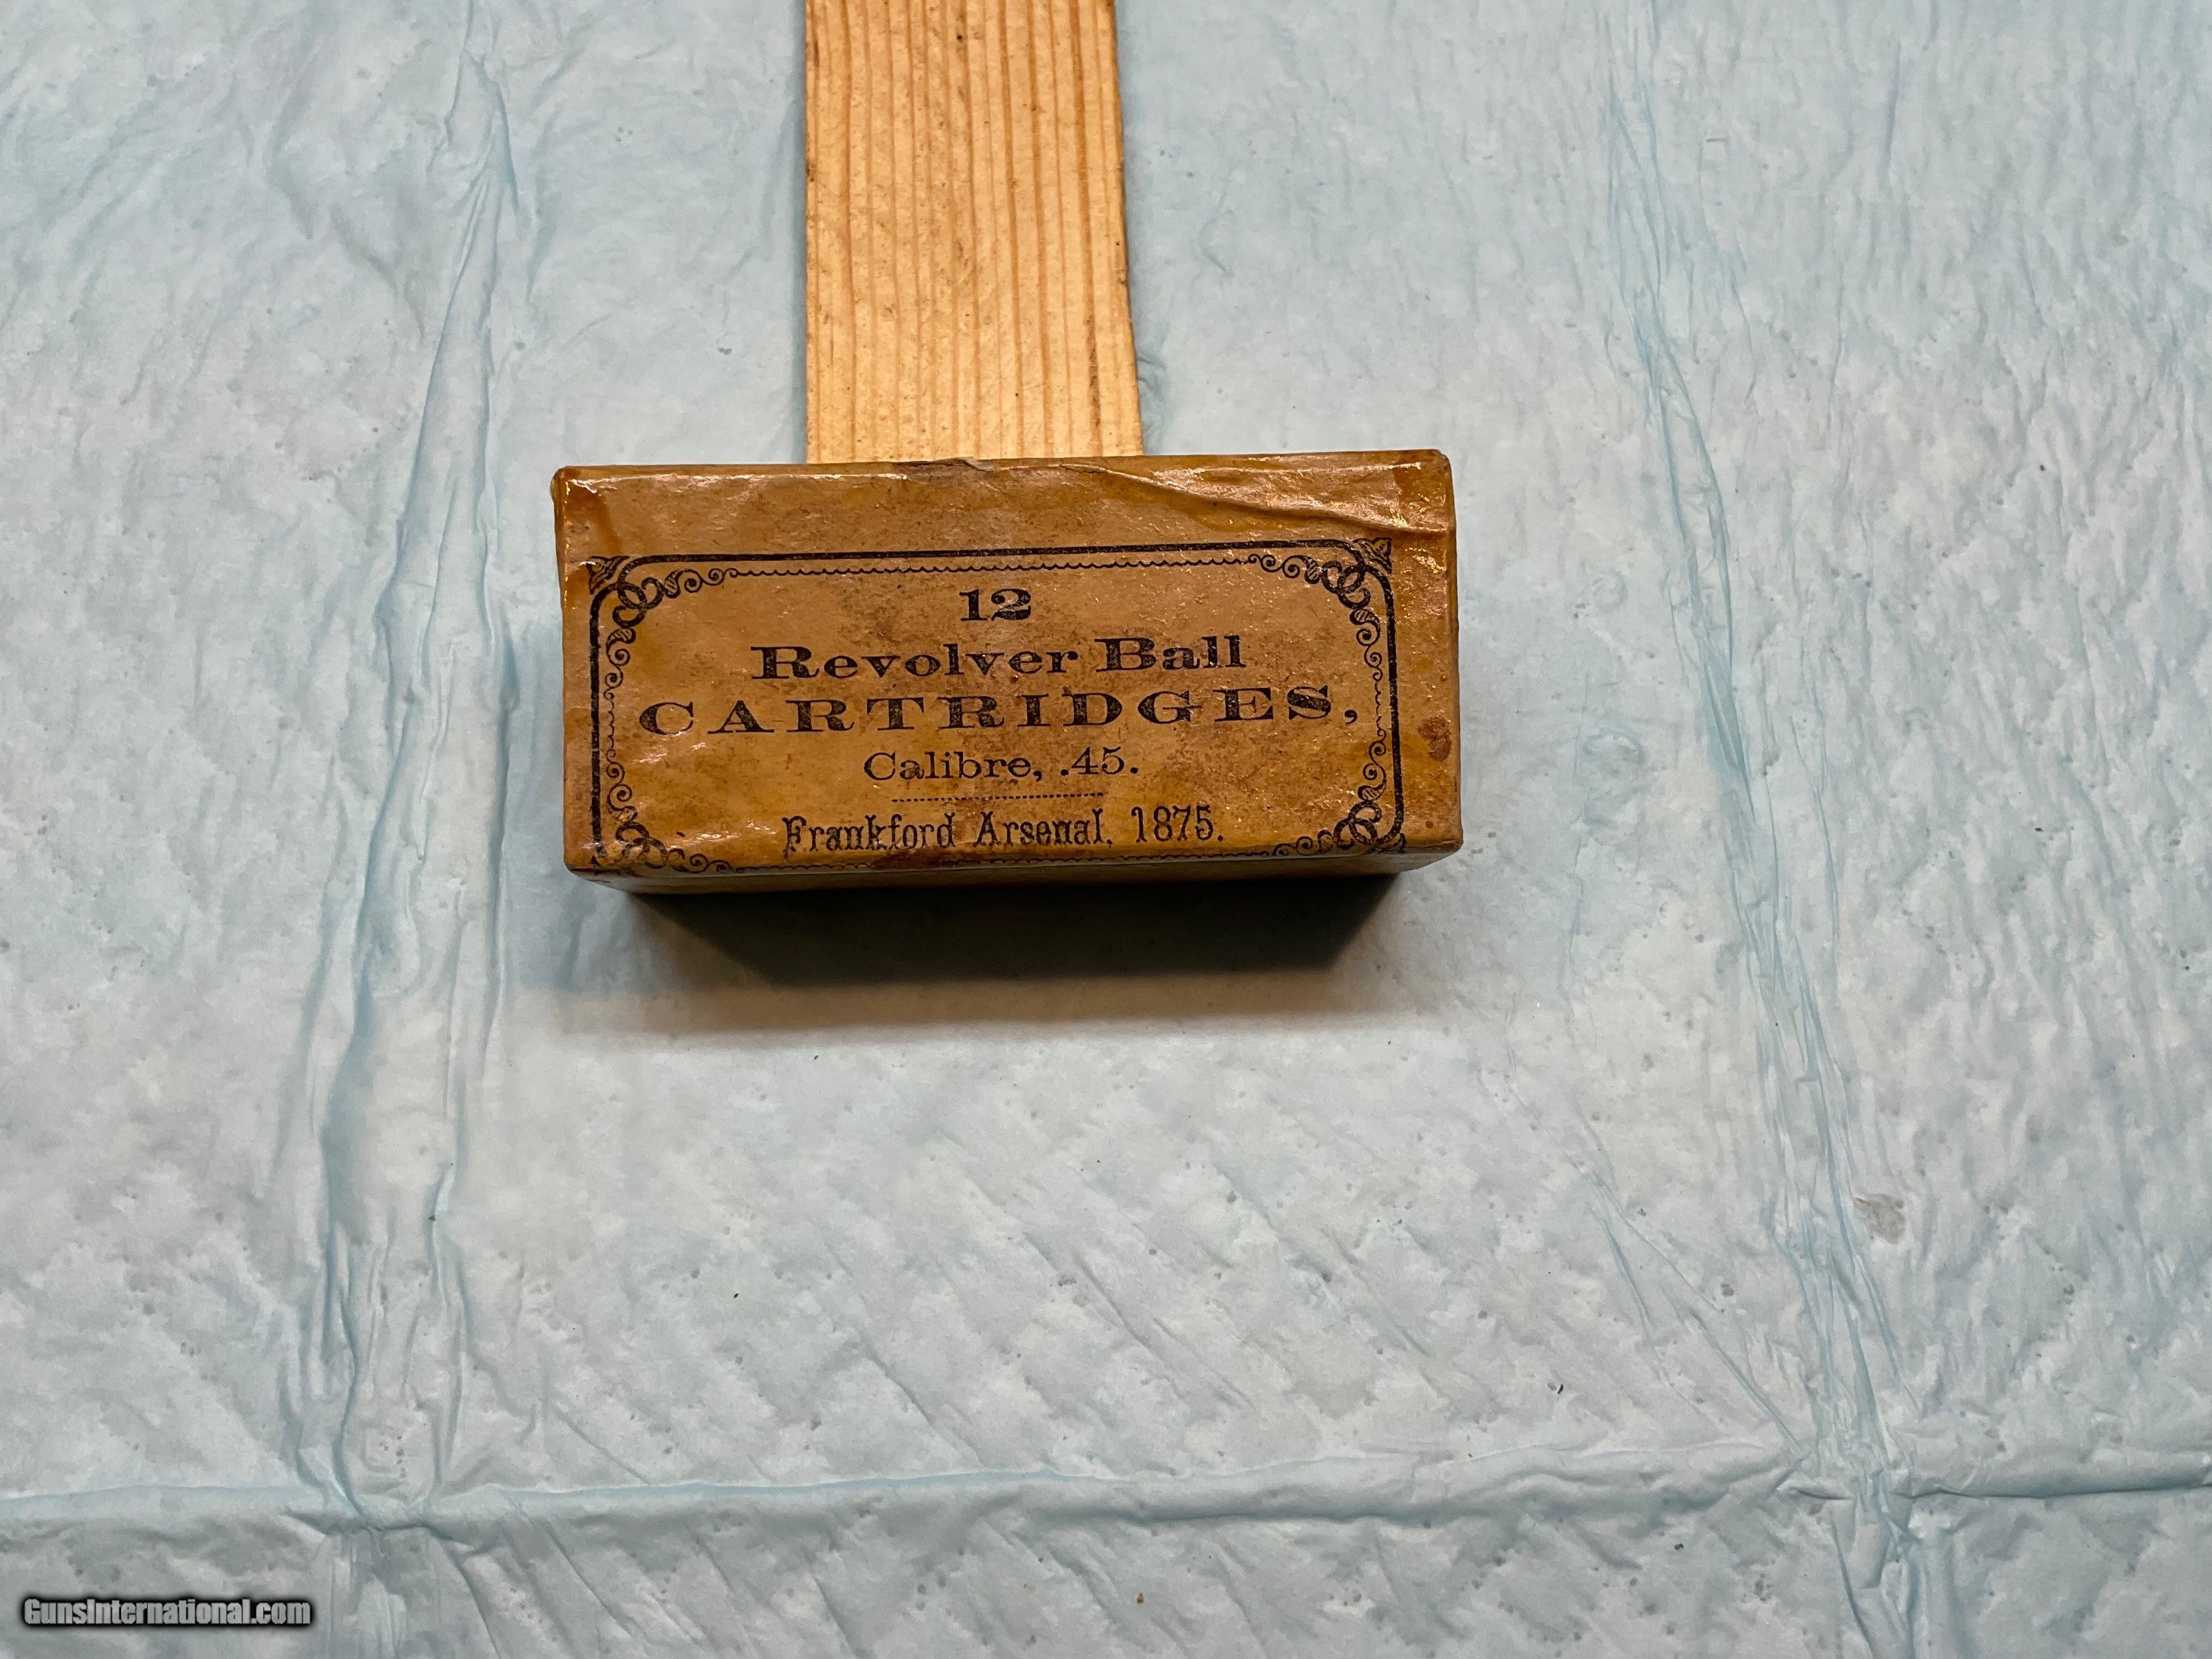 12
Revolver Ball
CARTRIDGES,
Calibre, .45.
Frankford Arsenal, 1875.
GunsInternational.com